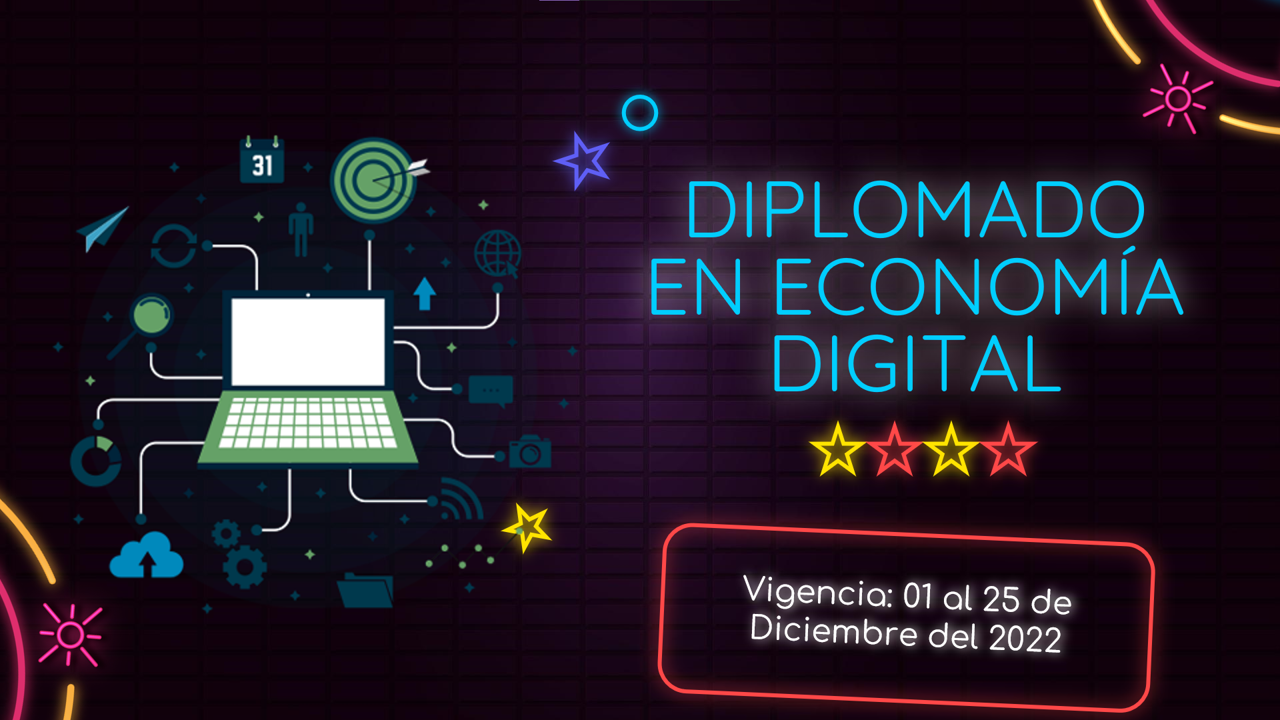 31
DIPLOMADO
EN ECONOMÍA
DIGITAL
Vigencia: 01 al 25 de
Diciembre del 2022